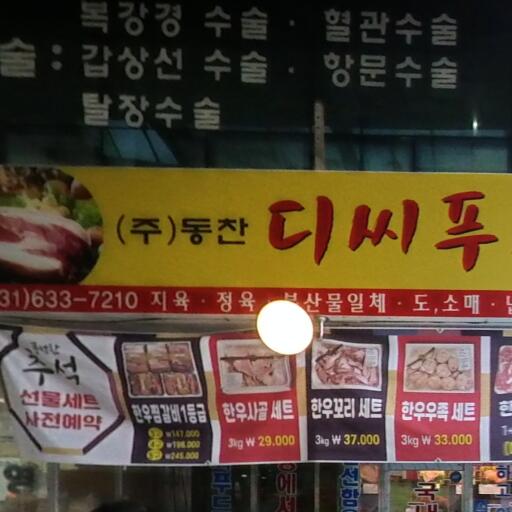 복강경 수술 · 혈관수술
술 : 갑상선 수술 · 항문수술
탈장수술
(주)동찬 디씨푸
31)633-7210 지육 · 정육 · 부산물일체 · 도,소매 ·
추석
선물세트
사전예약
한우찜갈비1등급
₩147.000
₩196.000
₩245.000
한우사골 세트
3kg ₩ 29.000
한우꼬리 세트
3kg ₩ 37.000
한우우족 세트
3kg ₩ 33.000